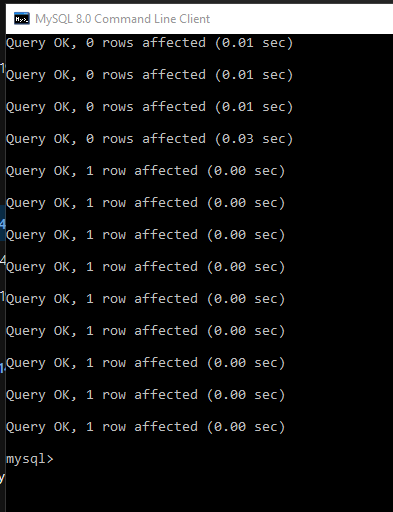 MySQL 8.0 Command Line Client
Query OK, 0 rows affected (0.01 sec)
Query OK, 0 rows affected (0.01 sec)
Query OK, 0 rows affected (0.01 sec)
Query OK, 0 rows affected (0.03 sec)
Query OK, 1 row affected (0.00 sec)
Query OK, 1 row affected (0.00 sec)
Query OK, 1 row affected (0.00 sec)
Query OK, 1 row affected (0.00 sec)
Query OK, 1 row affected (0.00 sec)
Query OK, 1 row affected (0.00 sec)
Query OK, 1 row affected (0.00 sec)
Query OK, 1 row affected (0.00 sec)
Query OK, 1 row affected (0.00 sec)
mysql>